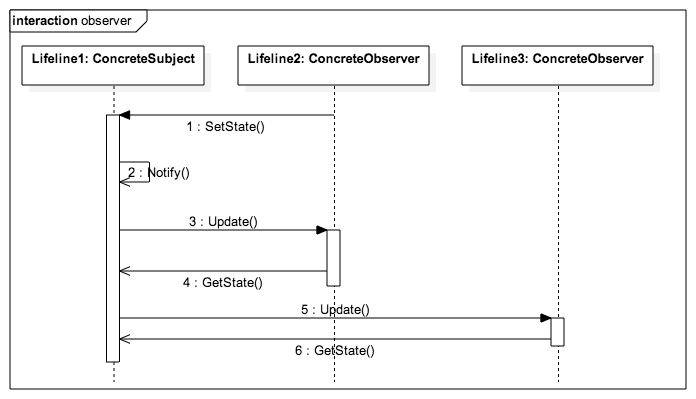 interaction observer
Lifeline1: ConcreteSubject
Lifeline2: ConcreteObserver
Lifeline3: ConcreteObserver
1 : SetState()
2 : Notify()
3 : Update()
4 : GetState()
5 : Update()
6 : GetState()